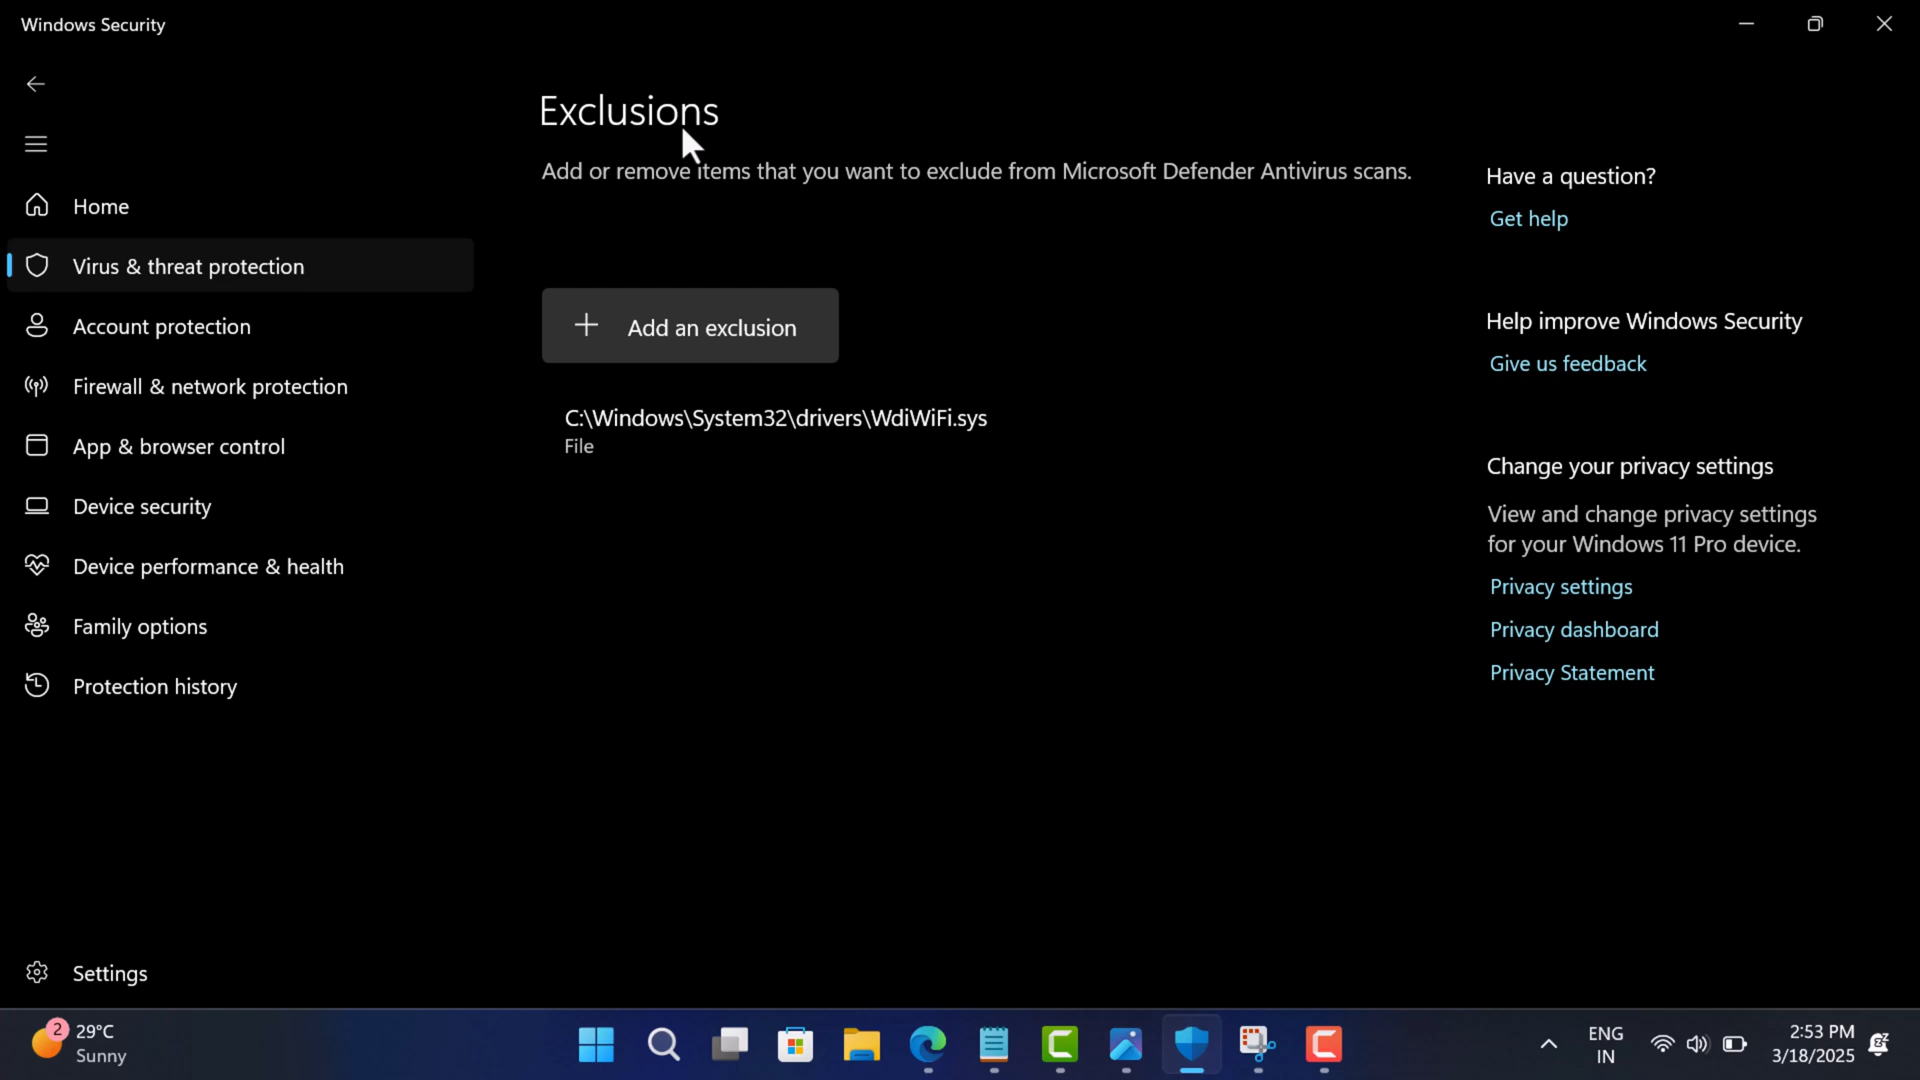 Windows Security
Exclusions
Add or remove items that you want to exclude from Microsoft Defender Antivirus scans.
Add an exclusion
C:\Windows\System32\drivers\WdiWiFi.sys
File
Home
Virus & threat protection
Account protection
Firewall & network protection
App & browser control
Device security
Device performance & health
Family options
Protection history
Settings
Have a question?
Get help
Help improve Windows Security
Give us feedback
Change your privacy settings
View and change privacy settings
for your Windows 11 Pro device.
Privacy settings
Privacy dashboard
Privacy Statement
2
29°C
Sunny
ENG
IN
2:53 PM
3/18/2025